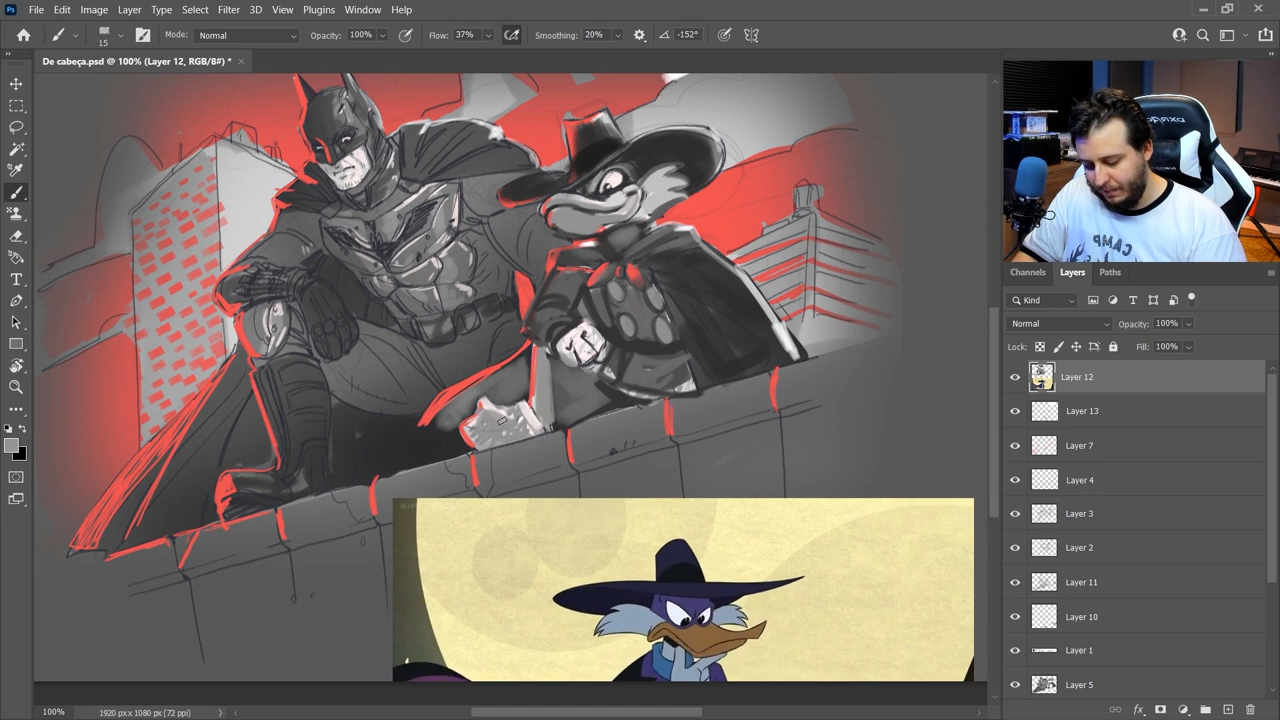 File Edit Image Layer Type Select Filter 3D View Plugins Window Help
15 Mode: Normal Opacity: 100% Flow: 37% Smoothing: 20% -152°
De cabeça.psd @ 100% (Layer 12, RGB/8#) *
CAMP
Channels Layers Paths
Kind
Normal Opacity: 100%
Lock: Fill: 100%
Layer 12
Layer 13
Layer 7
Layer 4
Layer 3
Layer 2
Layer 11
Layer 10
Layer 1
Layer 5
100% 1920 px x 1080 px (72 ppi)